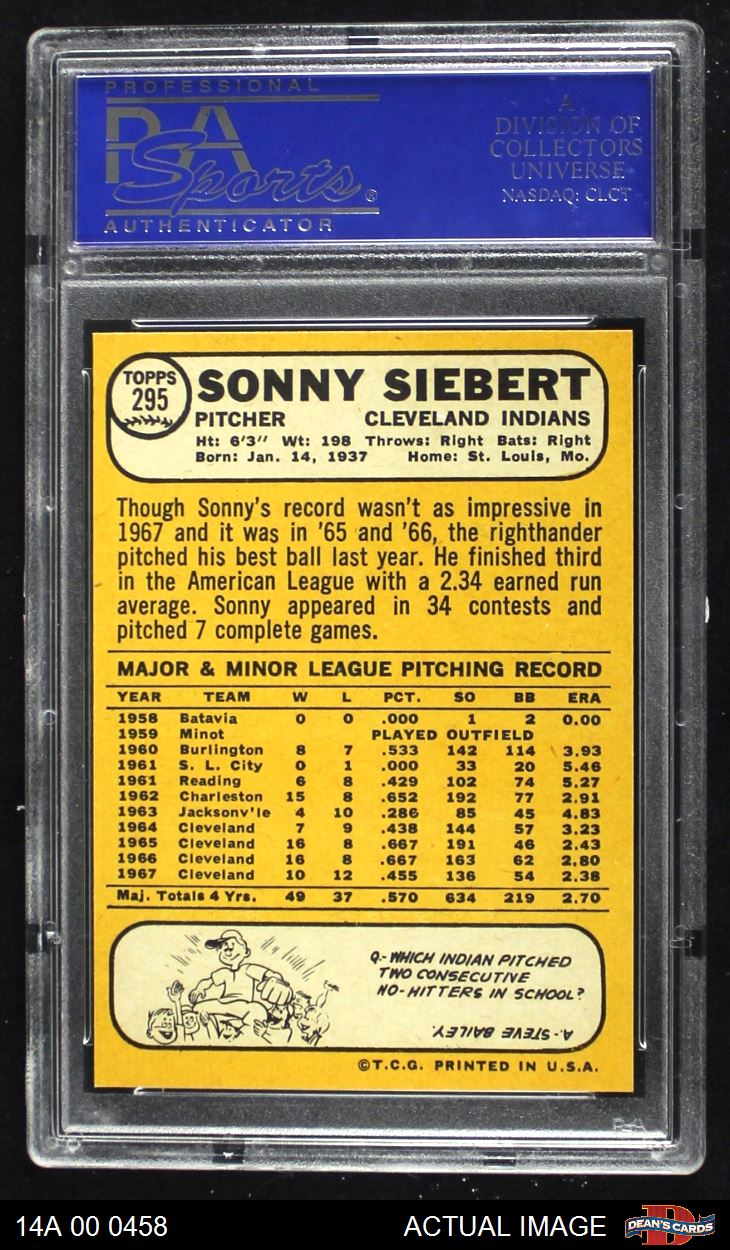 PROFESSIONAL
PSA
Sports®
AUTHENTICATOR
A
DIVISION OF
COLLECTORS
UNIVERSE
NASDAQ: CLCT
TOPPS
295
SONNY SIEBERT
PITCHER CLEVELAND INDIANS
Ht: 6'3" Wt: 198 Throws: Right Bats: Right
Born: Jan. 14, 1937 Home: St. Louis, Mo.
Though Sonny's record wasn't as impressive in
1967 and it was in '65 and '66, the righthander
pitched his best ball last year. He finished third
in the American League with a 2.34 earned run
average. Sonny appeared in 34 contests and
pitched 7 complete games.
MAJOR & MINOR LEAGUE PITCHING RECORD
YEAR TEAM W L PCT. SO BB ERA
1958 Batavia 0 0 .000 1 2 0.00
1959 Minot PLAYED OUTFIELD
1960 Burlington 8 7 .533 142 114 3.93
1961 S. L. City 0 1 .000 33 20 5.46
1961 Reading 6 8 .429 102 74 5.27
1962 Charleston 15 8 .652 192 77 2.91
1963 Jacksonv'le 4 10 .286 85 45 4.83
1964 Cleveland 7 9 .438 144 57 3.23
1965 Cleveland 16 8 .667 191 46 2.43
1966 Cleveland 16 8 .667 163 62 2.80
1967 Cleveland 10 12 .455 136 54 2.38
Maj. Totals 4 Yrs. 49 37 .570 634 219 2.70
Q.- WHICH INDIAN PITCHED
TWO CONSECUTIVE
NO-HITTERS IN SCHOOL?
A.- STEVE BAILEY.
©T.C.G. PRINTED IN U.S.A.
PSA
14A 00 0458 ACTUAL IMAGE
D
DEAN'S CARDS